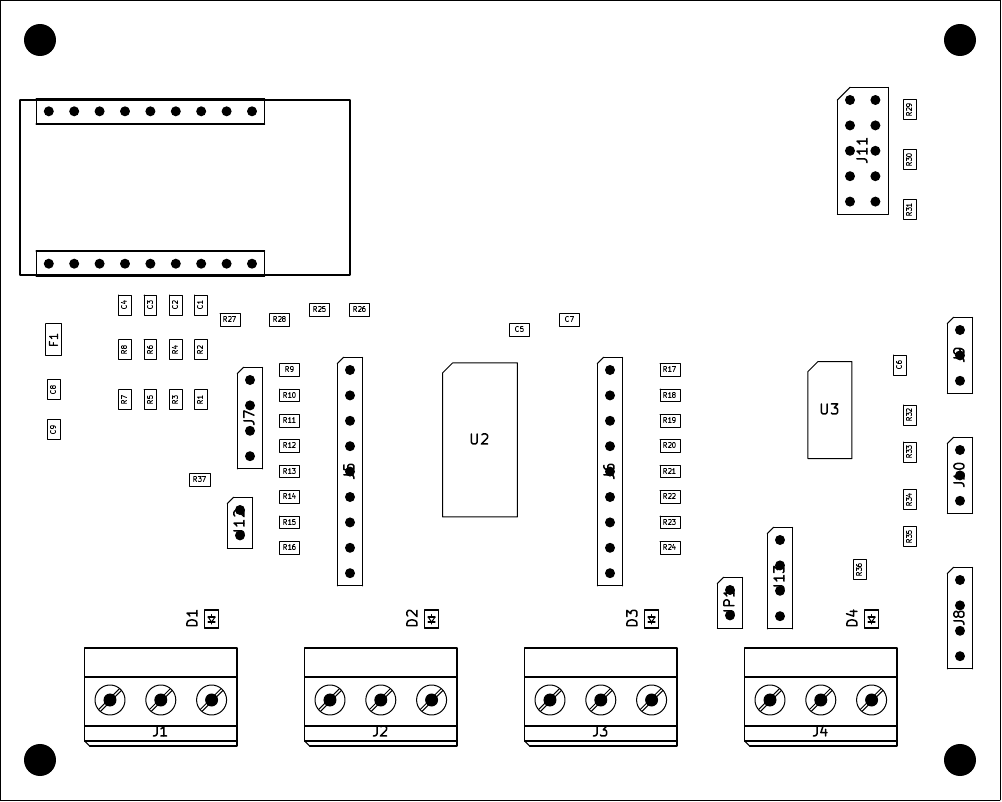 R29
J11
R30
R31
C4 C3 C2 C1
R25 R26
R27 R28 C7
C5
F1
R8 R6 R4 R2
J9
C6
R9 R17
C8
R10 R18
R7 R5 R3 R1
U3
J7
R11 R19
R32
C9
U2
R12 R20
R33
J5 J6
R13 R21
J10
R37
R14 R22
R34
J12
R15 R23
R35
R16 R24
R36
J13
JP1
D1 D2 D3 D4
J8
J1 J2 J3 J4